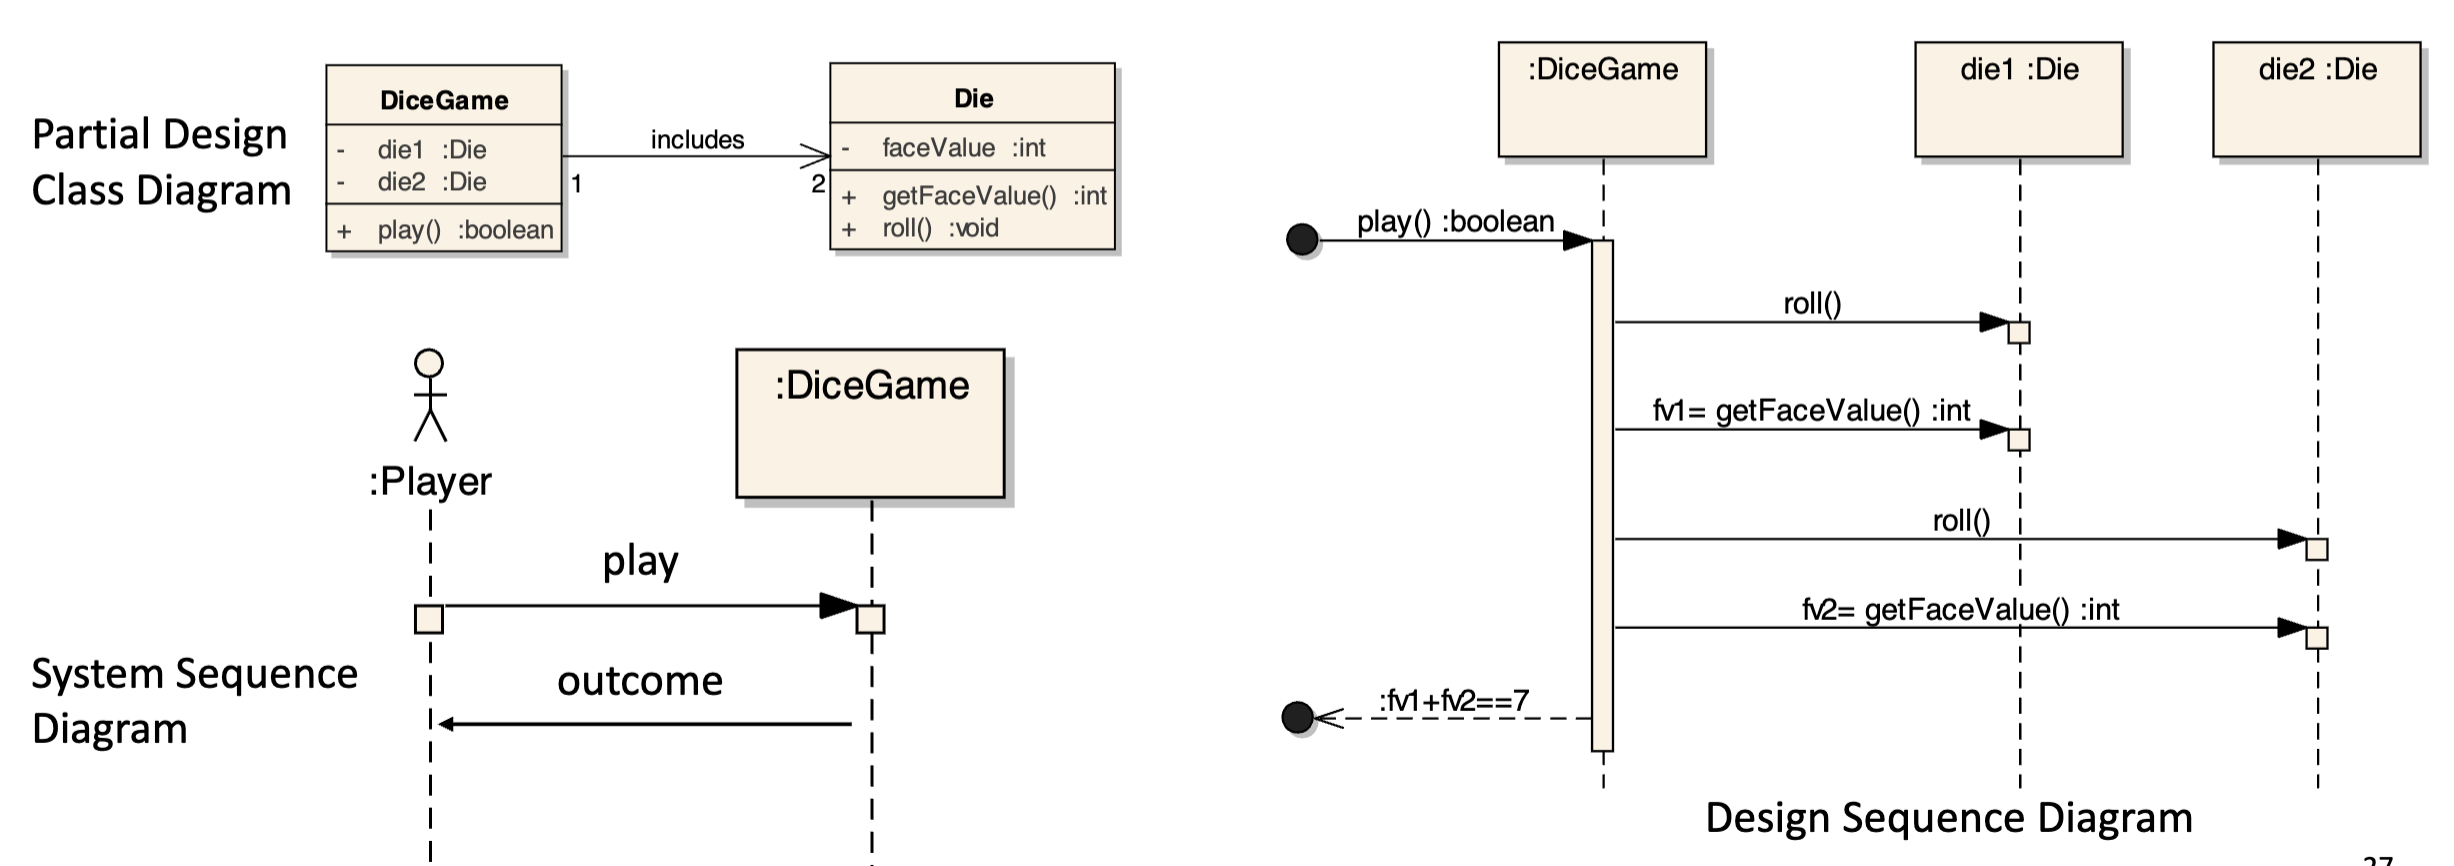 Partial Design
Class Diagram
DiceGame
- die1 :Die
- die2 :Die
+ play() :boolean
includes
1
2
Die
- faceValue :int
+ getFaceValue() :int
+ roll() :void
:Player
:DiceGame
play
outcome
System Sequence
Diagram
:DiceGame
die1 :Die
die2 :Die
play() :boolean
roll()
fv1= getFaceValue() :int
roll()
fv2= getFaceValue() :int
:fv1+fv2==7
Design Sequence Diagram